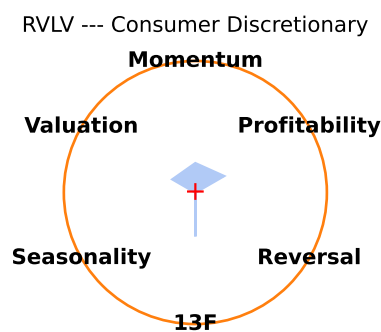 RVLV --- Consumer Discretionary
Momentum
Valuation
Profitability
Seasonality
Reversal
13F